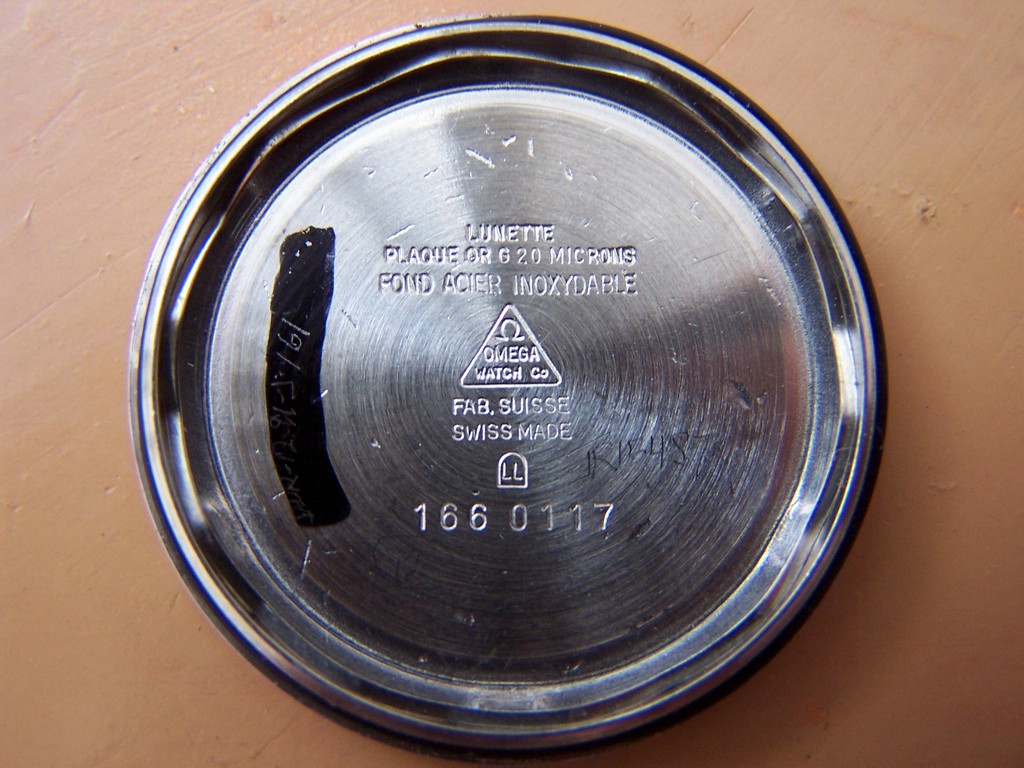 LUNETTE
PLAQUE OR G 20 MICRONS
FOND ACIER INOXYDABLE
Ω
OMEGA
WATCH Co
FAB. SUISSE
SWISS MADE
LL
166 0117